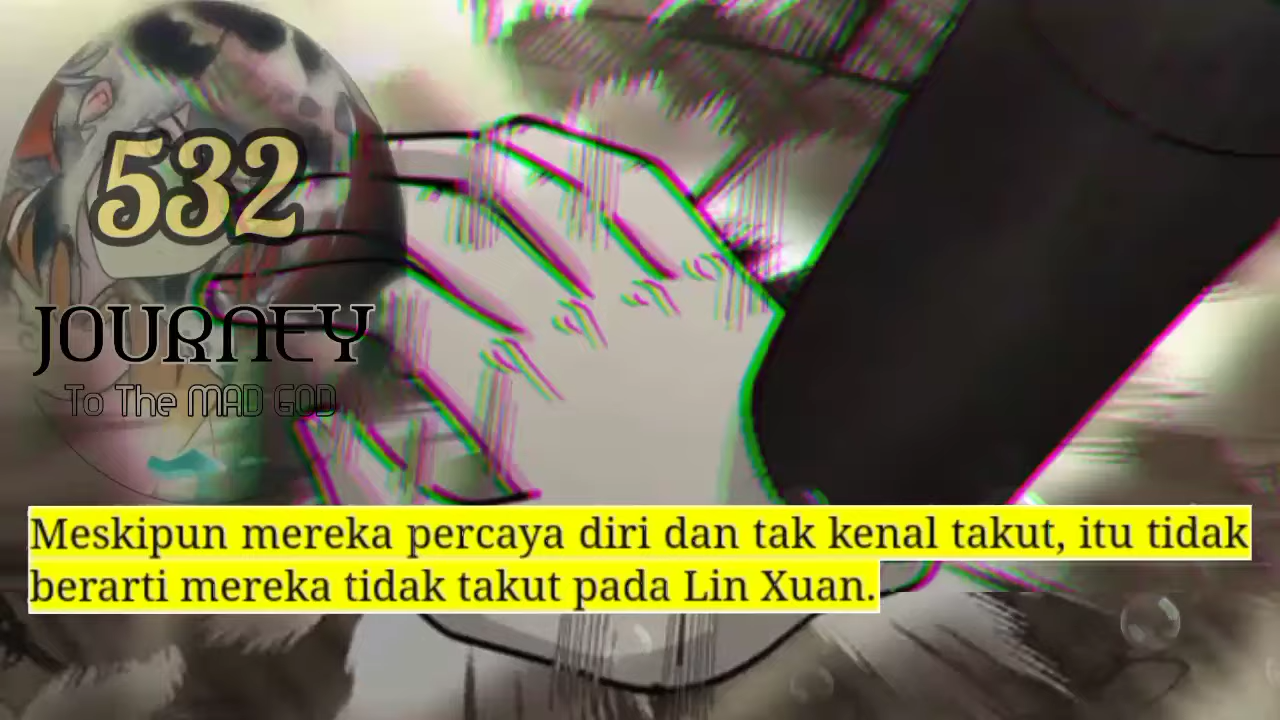 532
JOURNEY
To The MAD GOD
Meskipun mereka percaya diri dan tak kenal takut, itu tidak
berarti mereka tidak takut pada Lin Xuan.